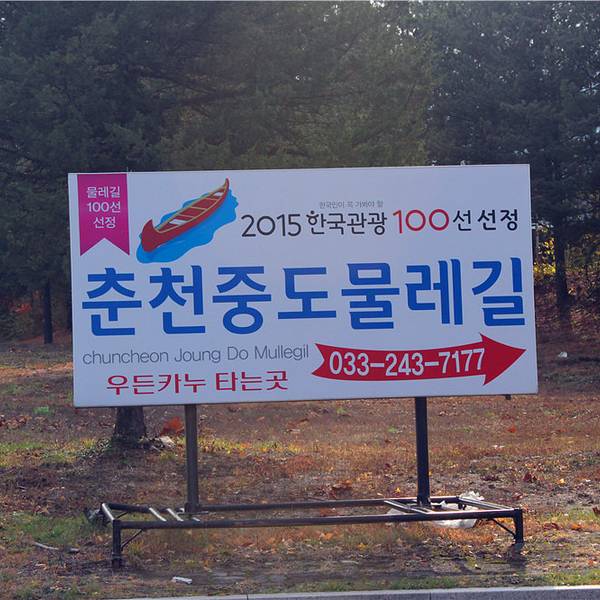 물레길
100선
선정
한국인이 꼭 가봐야 할
2015 한국관광 100선 선정
춘천중도물레길
chuncheon Joung Do Mullegil
033-243-7177
우든카누 타는곳